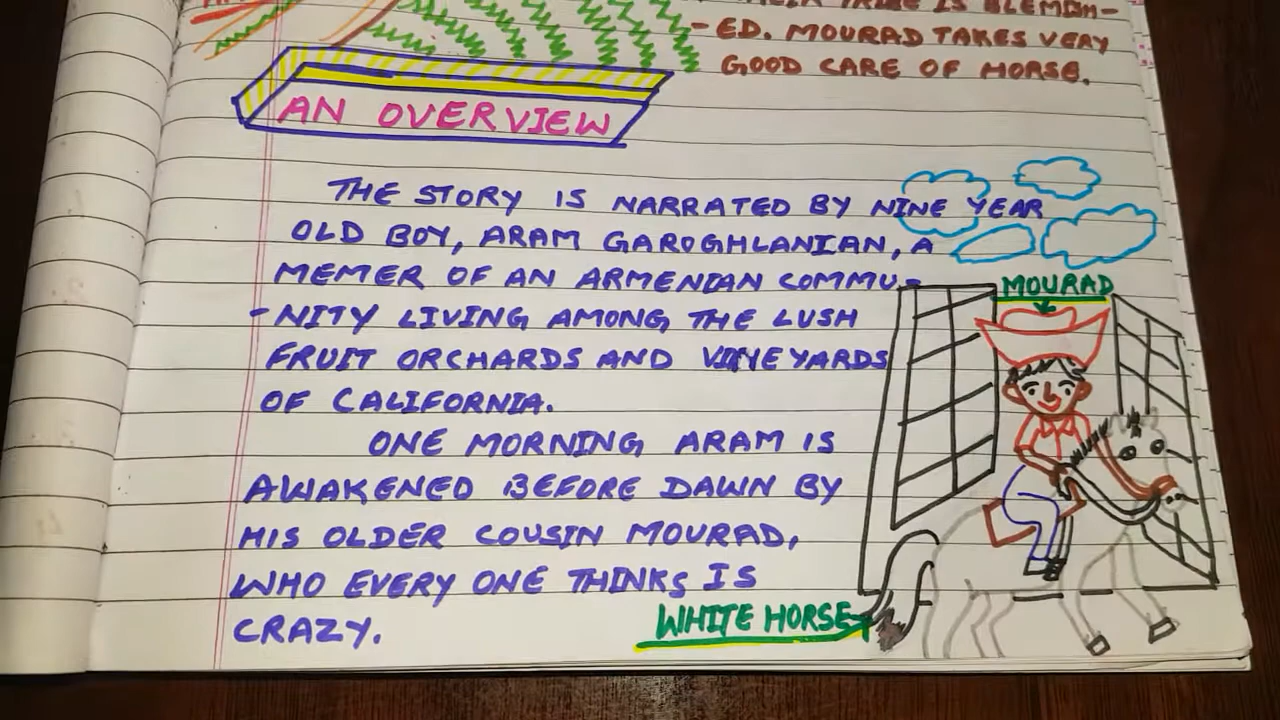 IS BLEMISH-
-ED. MOURAD TAKES VERY
GOOD CARE OF HORSE.
AN OVERVIEW
THE STORY IS NARRATED BY NINE YEAR
OLD BOY, ARAM GAROGHLANIAN, A
MEMER OF AN ARMENIAN COMMU-
-NITY LIVING AMONG THE LUSH
FRUIT ORCHARDS AND VINEYARDS
OF CALIFORNIA.
ONE MORNING ARAM IS
AWAKENED BEFORE DAWN BY
HIS OLDER COUSIN MOURAD,
WHO EVERY ONE THINKS IS
CRAZY.
MOURAD
WHITE HORSE